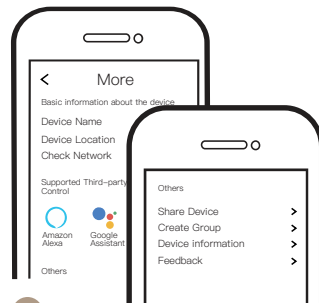 More
Basic information about the device
Device Name
Device Location
Check Network
Supported Third-party
Control
Amazon
Alexa
Google
Assistant
Others
Others
Share Device
Create Group
Device information
Feedback